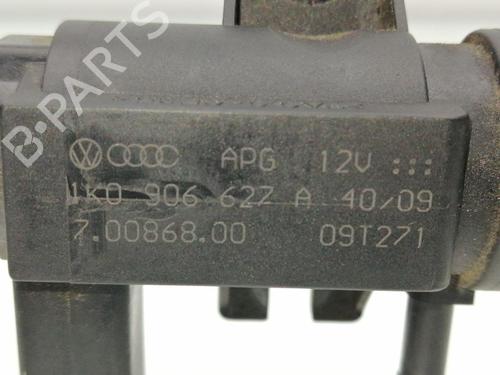 B-PARTS
APG 12V :::
1K0 906 627 A 40/09
7.00868.00 09T271